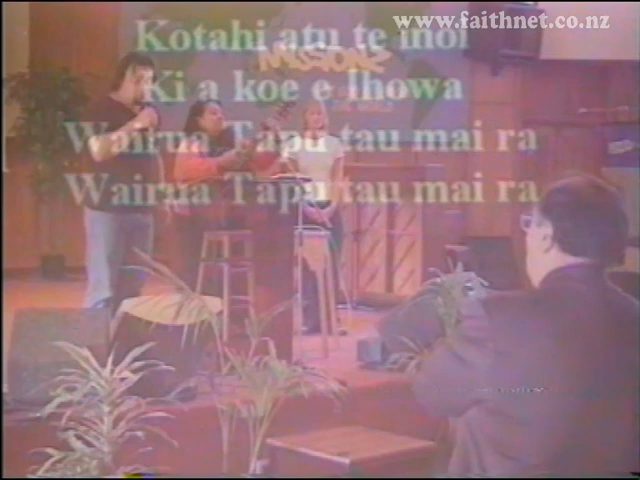 www.faithnet.co.nz
Kotahi atu te inoi
MISSIONZ
Ki a koe e Ihowa
Wairua Tapu tau mai ra
Wairua Tapu tau mai ra